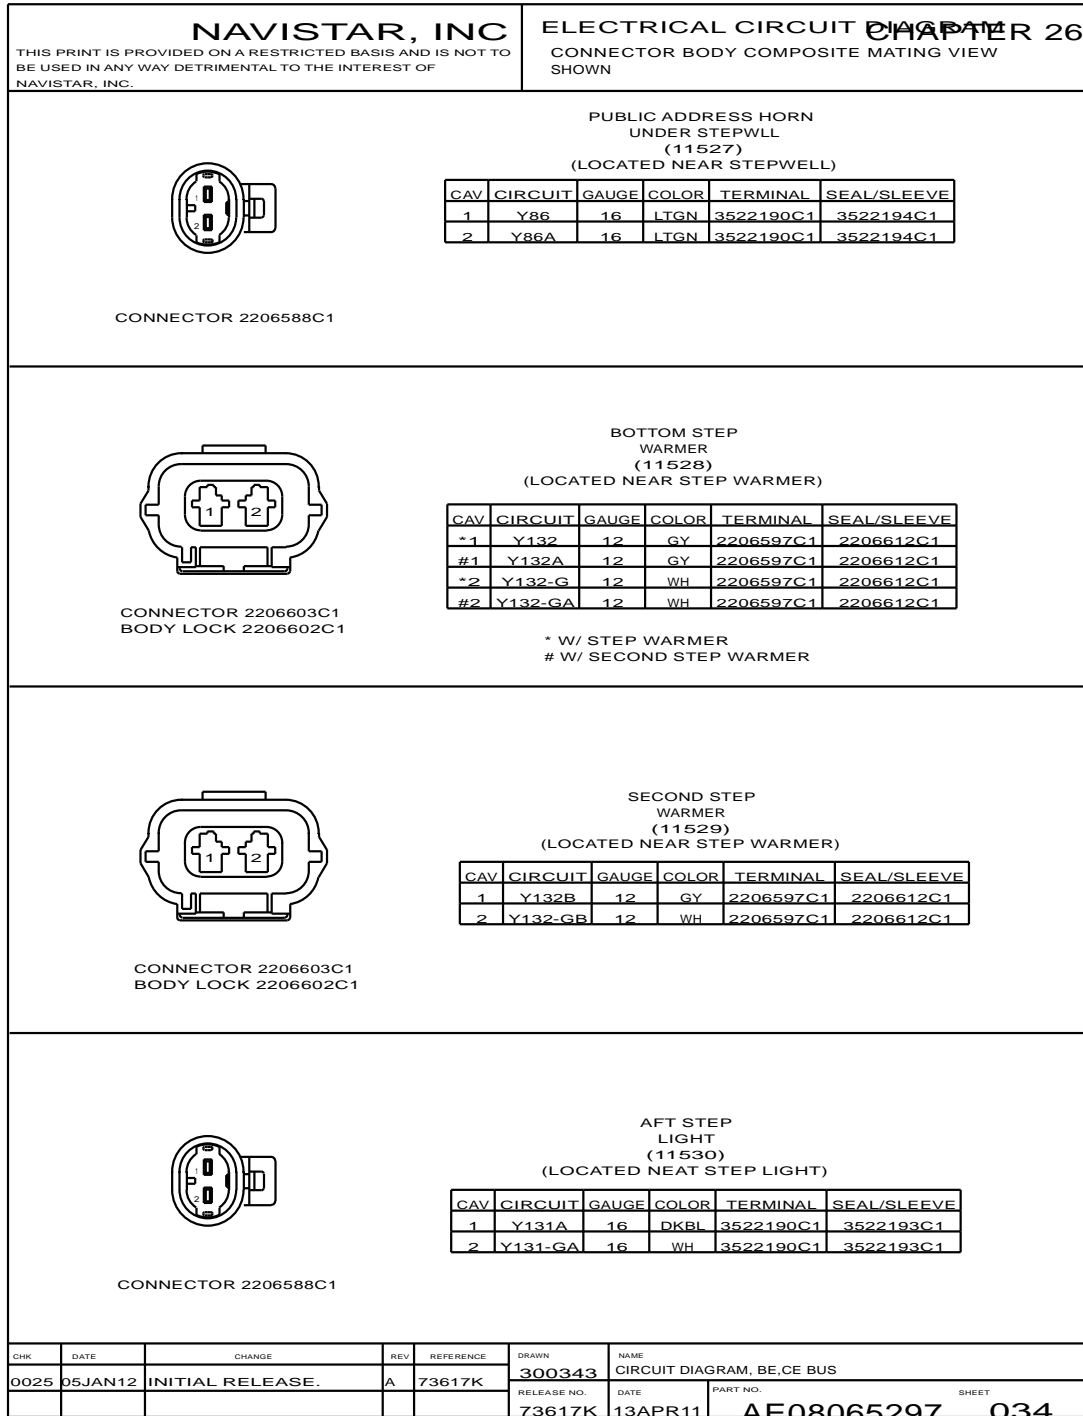 NAVISTAR, INC
THIS PRINT IS PROVIDED ON A RESTRICTED BASIS AND IS NOT TO
BE USED IN ANY WAY DETRIMENTAL TO THE INTEREST OF
NAVISTAR, INC.
ELECTRICAL CIRCUIT DIAGRAM
CHAPTER 26
CONNECTOR BODY COMPOSITE MATING VIEW
SHOWN
PUBLIC ADDRESS HORN
UNDER STEPWLL
(11527)
(LOCATED NEAR STEPWELL)
1
2
CAV CIRCUIT GAUGE COLOR TERMINAL SEAL/SLEEVE
1 Y86 16 LTGN 3522190C1 3522194C1
2 Y86A 16 LTGN 3522190C1 3522194C1
CONNECTOR 2206588C1
BOTTOM STEP
WARMER
(11528)
(LOCATED NEAR STEP WARMER)
1 2
CAV CIRCUIT GAUGE COLOR TERMINAL SEAL/SLEEVE
*1 Y132 12 GY 2206597C1 2206612C1
#1 Y132A 12 GY 2206597C1 2206612C1
*2 Y132-G 12 WH 2206597C1 2206612C1
#2 Y132-GA 12 WH 2206597C1 2206612C1
CONNECTOR 2206603C1
BODY LOCK 2206602C1
* W/ STEP WARMER
# W/ SECOND STEP WARMER
SECOND STEP
WARMER
(11529)
(LOCATED NEAR STEP WARMER)
1 2
CAV CIRCUIT GAUGE COLOR TERMINAL SEAL/SLEEVE
1 Y132B 12 GY 2206597C1 2206612C1
2 Y132-GB 12 WH 2206597C1 2206612C1
CONNECTOR 2206603C1
BODY LOCK 2206602C1
AFT STEP
LIGHT
(11530)
(LOCATED NEAT STEP LIGHT)
1
2
CAV CIRCUIT GAUGE COLOR TERMINAL SEAL/SLEEVE
1 Y131A 16 DKBL 3522190C1 3522193C1
2 Y131-GA 16 WH 3522190C1 3522193C1
CONNECTOR 2206588C1
CHK DATE CHANGE REV REFERENCE
0025 05JAN12 INITIAL RELEASE. A 73617K
DRAWN
300343
NAME
CIRCUIT DIAGRAM, BE,CE BUS
RELEASE NO. DATE PART NO. SHEET
73617K 13APR11 AE08065297 034